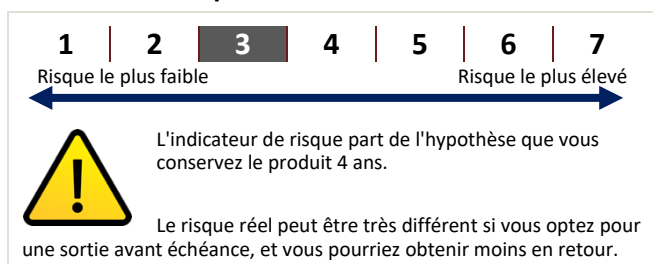 1 2 3 4 5 6 7
Risque le plus faible Risque le plus élevé
L'indicateur de risque part de l'hypothèse que vous
conservez le produit 4 ans.
Le risque réel peut être très différent si vous optez pour
une sortie avant échéance, et vous pourriez obtenir moins en retour.